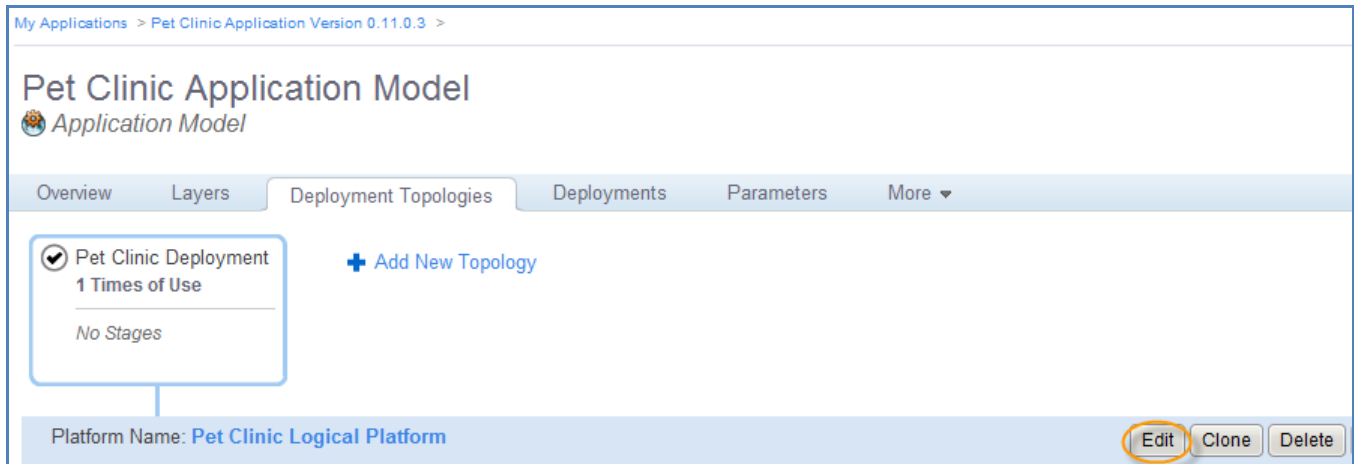 My Applications > Pet Clinic Application Version 0.11.0.3 >
Pet Clinic Application Model
Application Model
Overview Layers Deployment Topologies Deployments Parameters More
Pet Clinic Deployment
1 Times of Use
No Stages
Add New Topology
Platform Name: Pet Clinic Logical Platform Edit Clone Delete